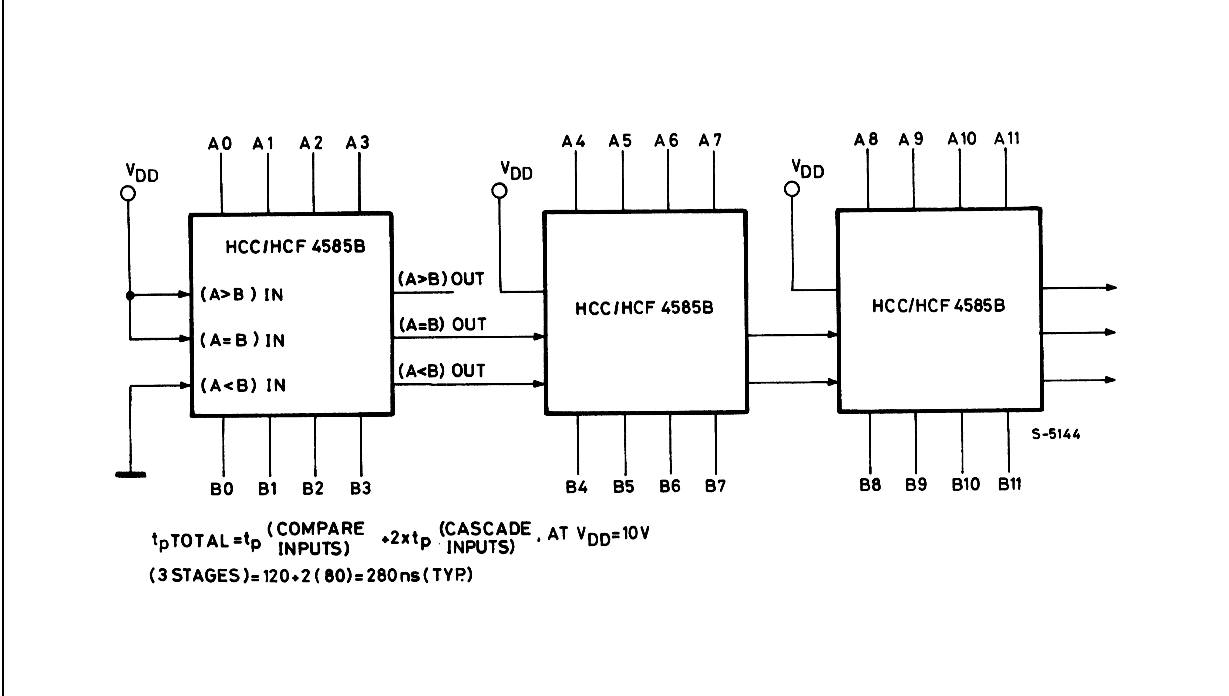 A0 A1 A2 A3
A4 A5 A6 A7
A8 A9 A10 A11
VDD
VDD
VDD
HCC/HCF 4585B
(A>B) IN
(A=B) IN
(A<B) IN
(A>B) OUT
(A=B) OUT
(A<B) OUT
HCC/HCF 4585B
HCC/HCF 4585B
S-5144
B0 B1 B2 B3
B4 B5 B6 B7
B8 B9 B10 B11
tpTOTAL=tp (COMPARE INPUTS) +2xtp (CASCADE INPUTS), AT VDD=10V
(3 STAGES)=120+2(80)=280ns(TYP.)